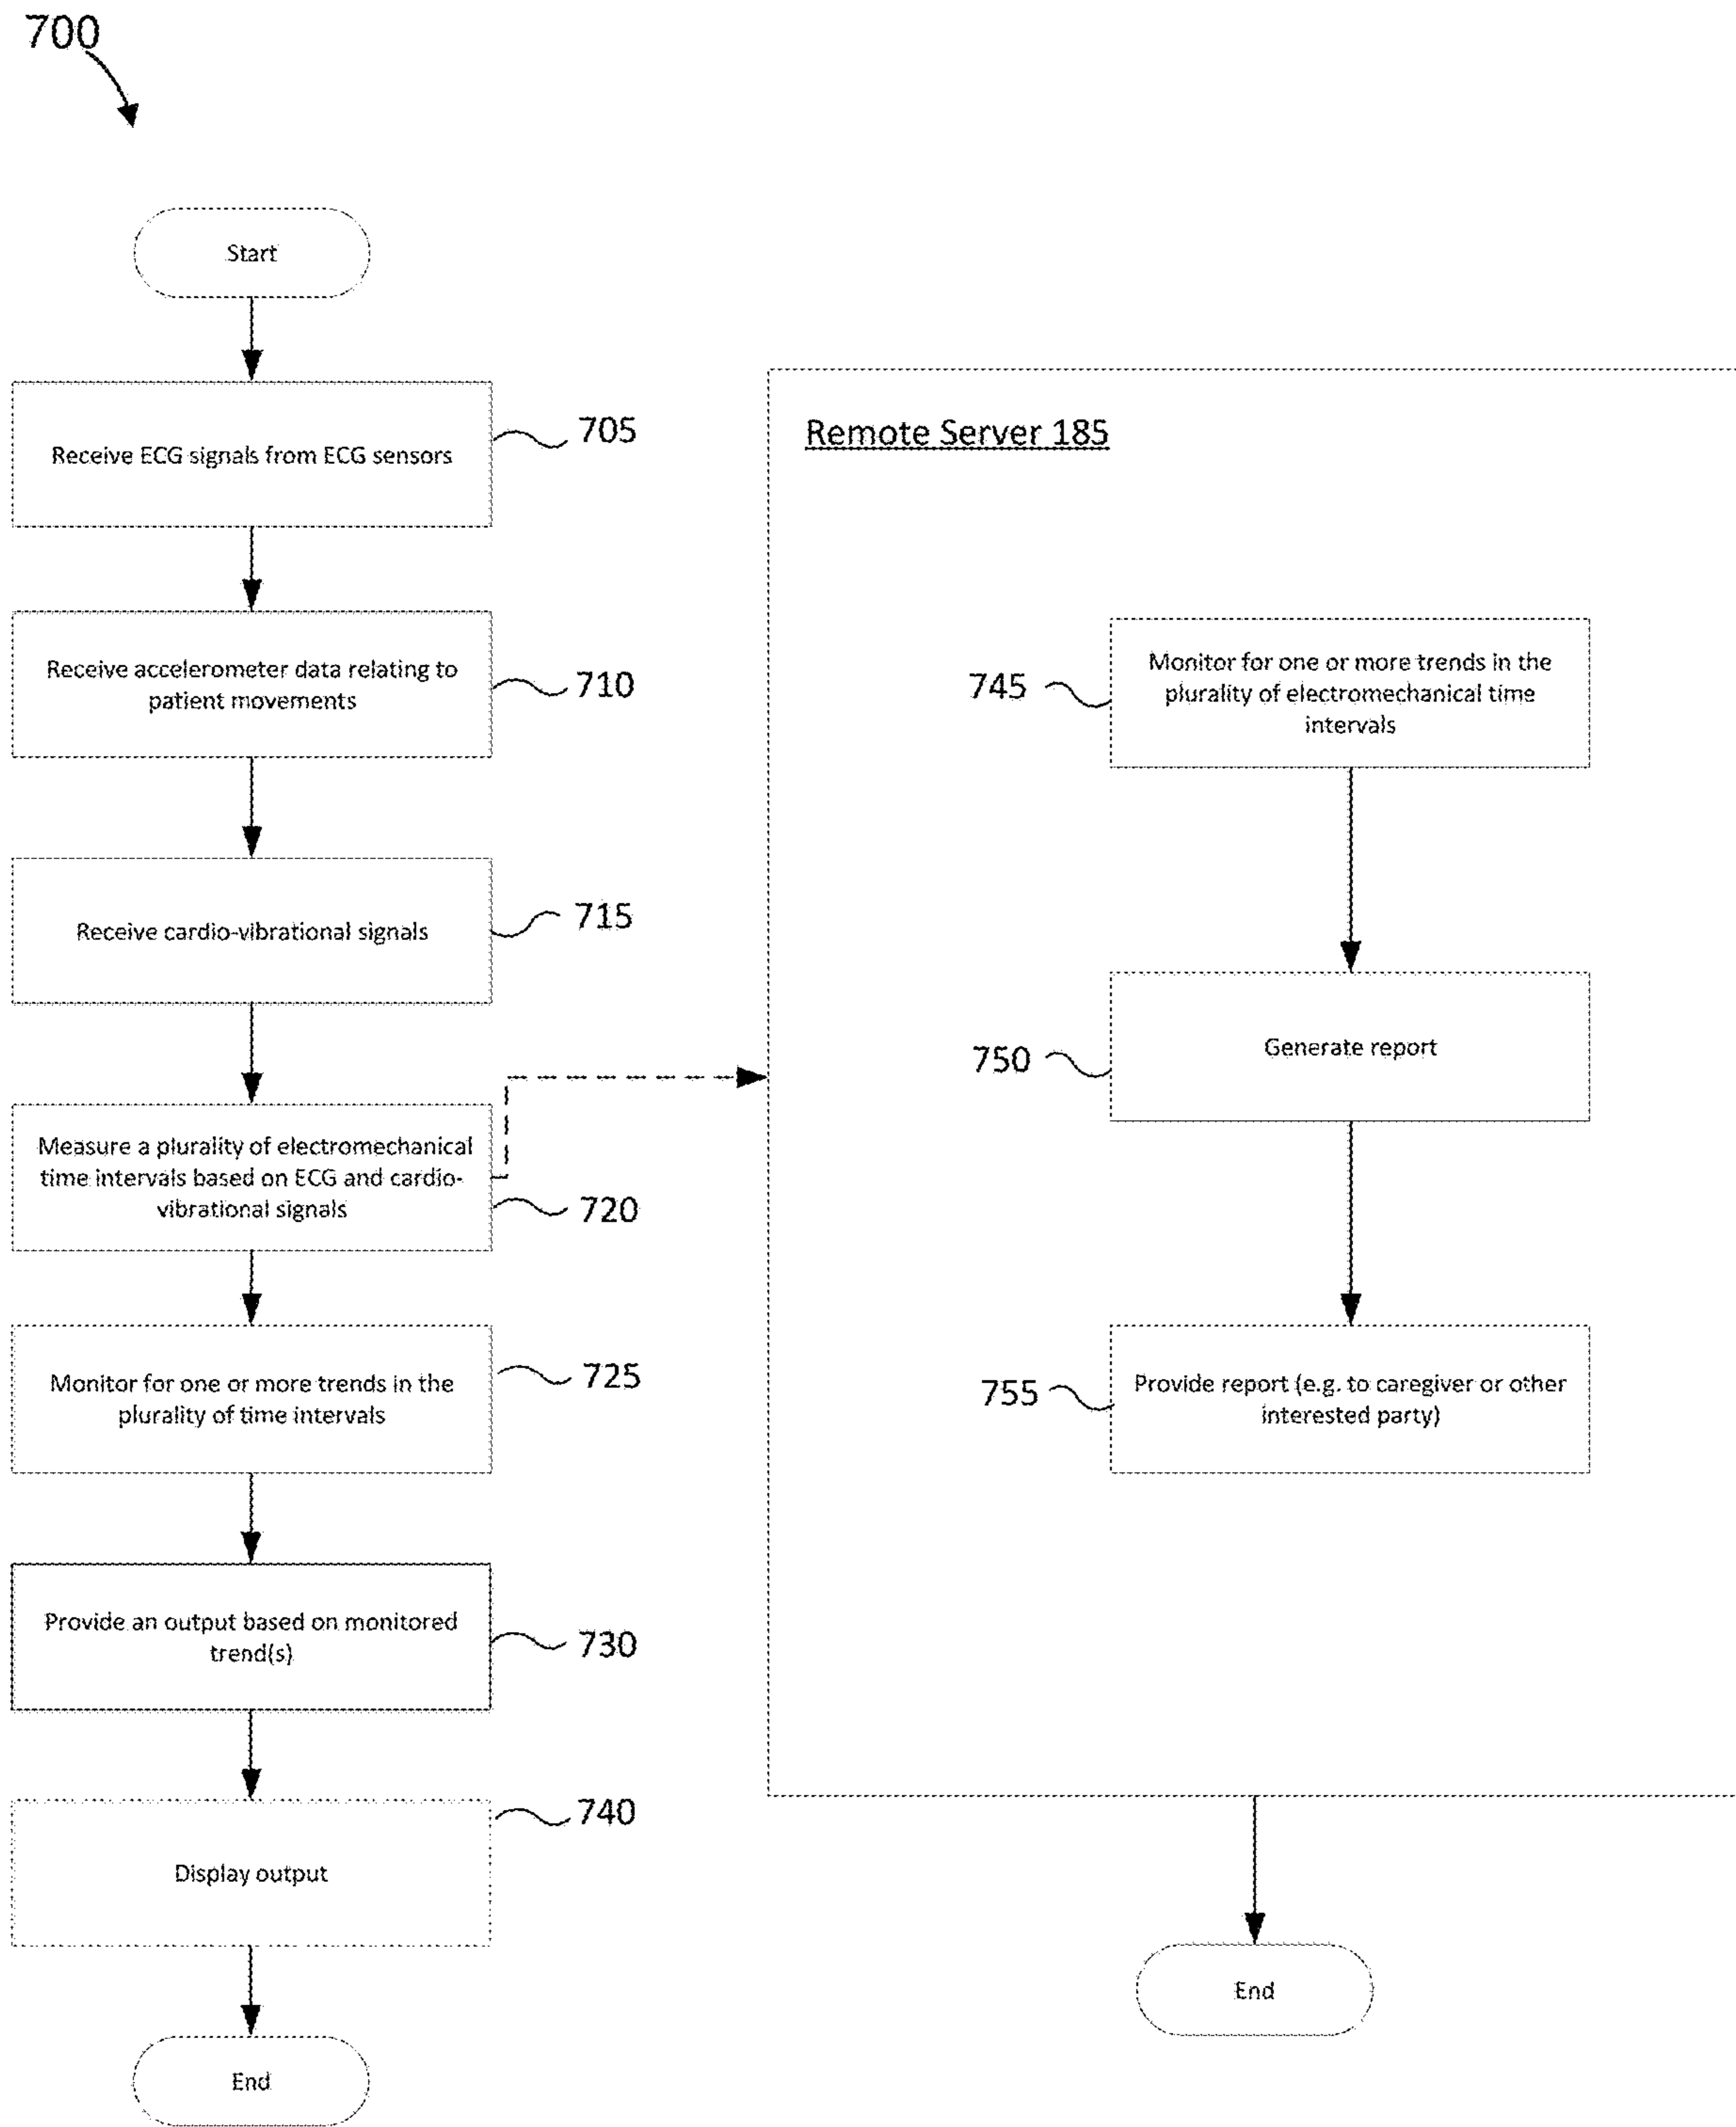 700
Start
Receive ECG signals from ECG sensors
705
Receive accelerometer data relating to
patient movements
710
Receive cardio-vibrational signals
715
Measure a plurality of electromechanical
time intervals based on ECG and cardio-
vibrational signals
720
Monitor for one or more trends in the
plurality of time intervals
725
Provide an output based on monitored
trend(s)
730
Display output
740
End
Remote Server 185
Monitor for one or more trends in the
plurality of electromechanical time
intervals
745
Generate report
750
Provide report (e.g. to caregiver or other
interested party)
755
End